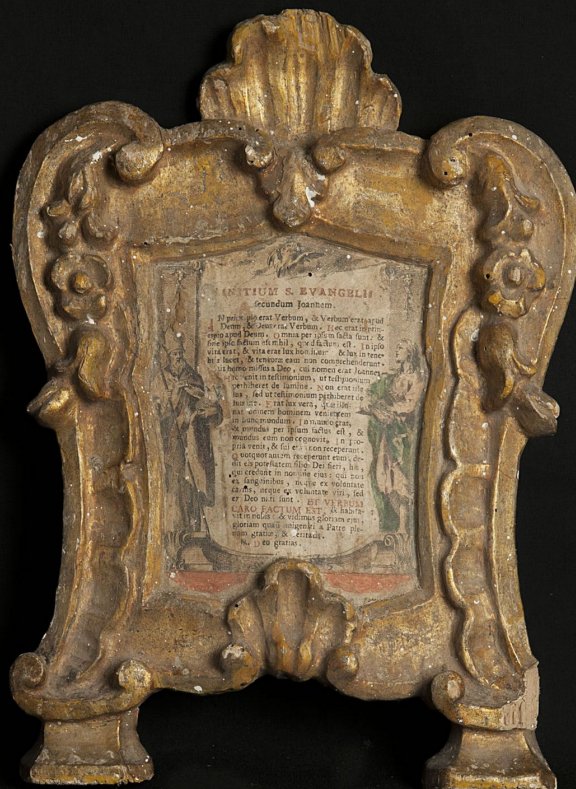 INITIUM S. EVANGELII
secundum Joannem.
IN principio erat Verbum, & Verbum erat apud
Deum, & Deus erat Verbum. Hoc erat in prin-
cipio apud Deum. Omnia per ipsum facta sunt: &
sine ipso factum est nihil, quod factum est. In ipso
vita erat, & vita erat lux hominum: & lux in tene-
bris lucet, & tenebræ eam non comprehenderunt.
Fuit homo missus a Deo, cui nomen erat Joannes.
Hic venit in testimonium, ut testimonium
perhiberet de lumine. Non erat ille
lux, sed ut testimonium perhiberet de
lumine. Erat lux vera, quæ illu-
minat omnem hominem venientem
in hunc mundum. In mundo erat,
& mundus per ipsum factus est, &
mundus eum non cognovit. In pro-
pria venit, & sui eum non receperunt.
Quotquot autem receperunt eum, de-
dit eis potestatem filios Dei fieri, his,
qui credunt in nomine ejus: qui non
ex sanguinibus, neque ex voluntate
carnis, neque ex voluntate viri, sed
ex Deo nati sunt. ET VERBUM
CARO FACTUM EST, & habita-
vit in nobis: & vidimus gloriam ejus,
gloriam quasi unigeniti a Patre ple-
num gratiæ, & veritatis.
℞. Deo gratias.